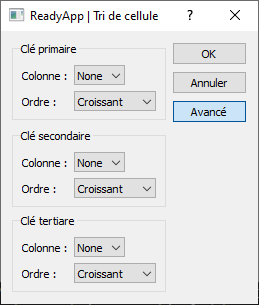 ReadyApp | Tri de cellule ?
Clé primaire
Colonne : None
Ordre : Croissant
OK
Annuler
Avancé
Clé secondaire
Colonne : None
Ordre : Croissant
Clé tertiare
Colonne : None
Ordre : Croissant